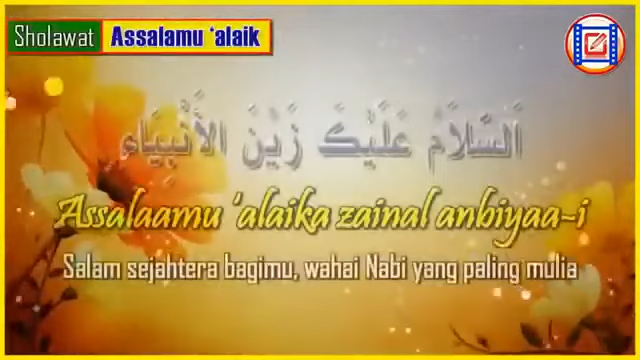 Sholawat Assalamu 'alaik
اَلسَّلَامُ عَلَيْكَ زَيْنَ الْأَنْبِيَاءِ
Assalaamu 'alaika zainal anbiyaa-i
Salam sejahtera bagimu, wahai Nabi yang paling mulia